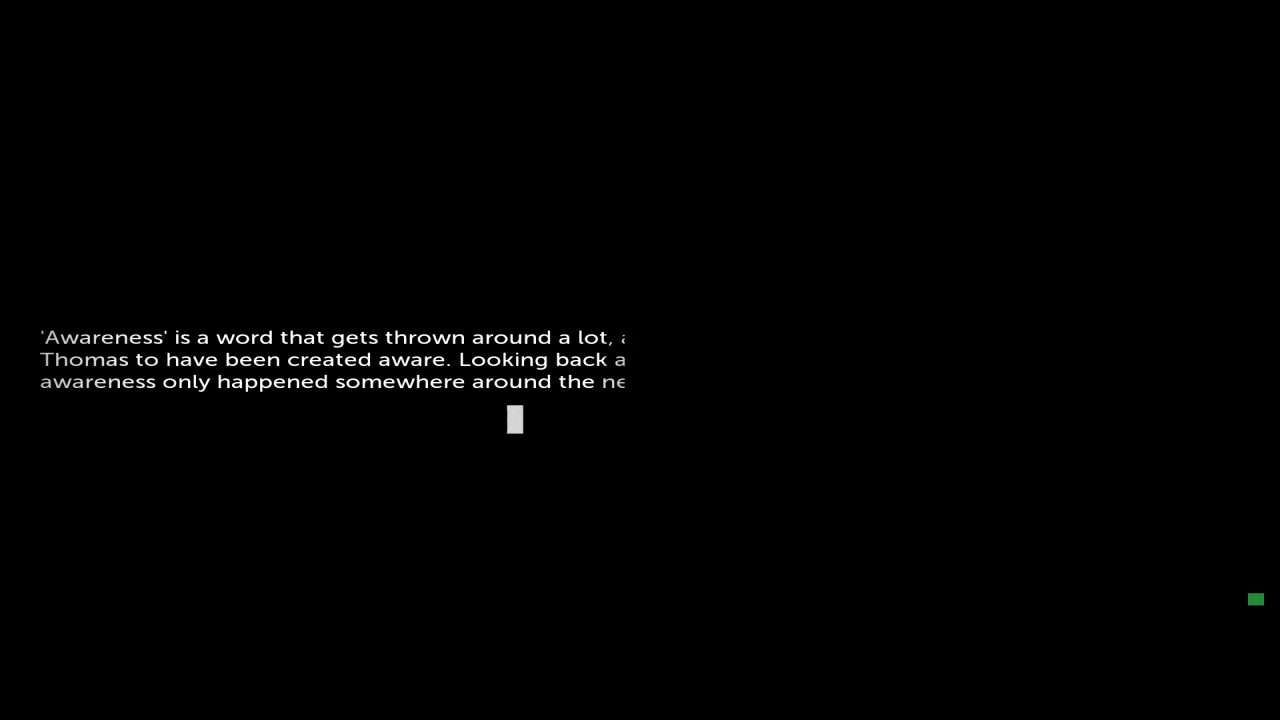 'Awareness' is a word that gets thrown around a lot,
Thomas to have been created aware. Looking back
awareness only happened somewhere around the